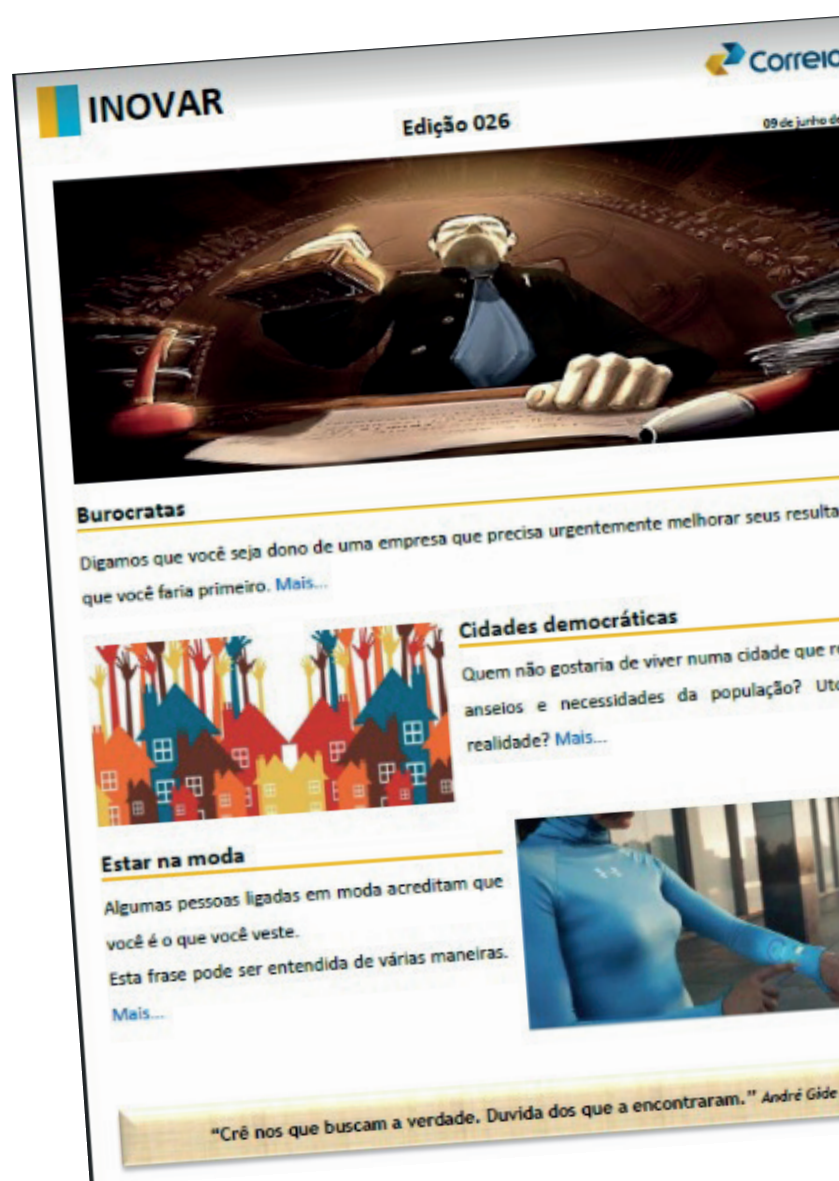 INOVAR
Correio
Edição 026
09 de junho de
Burocratas
Digamos que você seja dono de uma empresa que precisa urgentemente melhorar seus resulta
que você faria primeiro. Mais...
Cidades democráticas
Quem não gostaria de viver numa cidade que re
anseios e necessidades da população? Uto
realidade? Mais...
Estar na moda
Algumas pessoas ligadas em moda acreditam que
você é o que você veste.
Esta frase pode ser entendida de várias maneiras.
Mais...
“Crê nos que buscam a verdade. Duvida dos que a encontraram.” André Gide